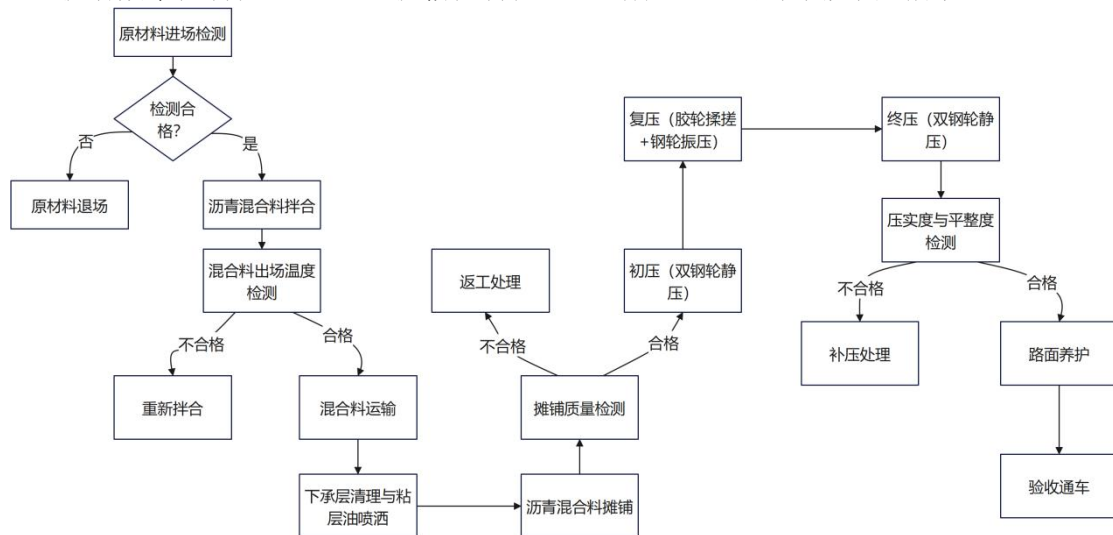 原材料进场检测
检测合
格?
否
是
原材料退场
沥青混合料拌合
混合料出场温度
检测
不合格
合格
重新拌合
混合料运输
下承层清理与粘
层油喷洒
沥青混合料摊铺
摊铺质量检测
不合格
合格
返工处理
初压（双钢轮静
压）
复压（胶轮揉搓
+钢轮振压）
终压（双钢轮静
压）
压实度与平整度
检测
不合格
合格
补压处理
路面养护
验收通车